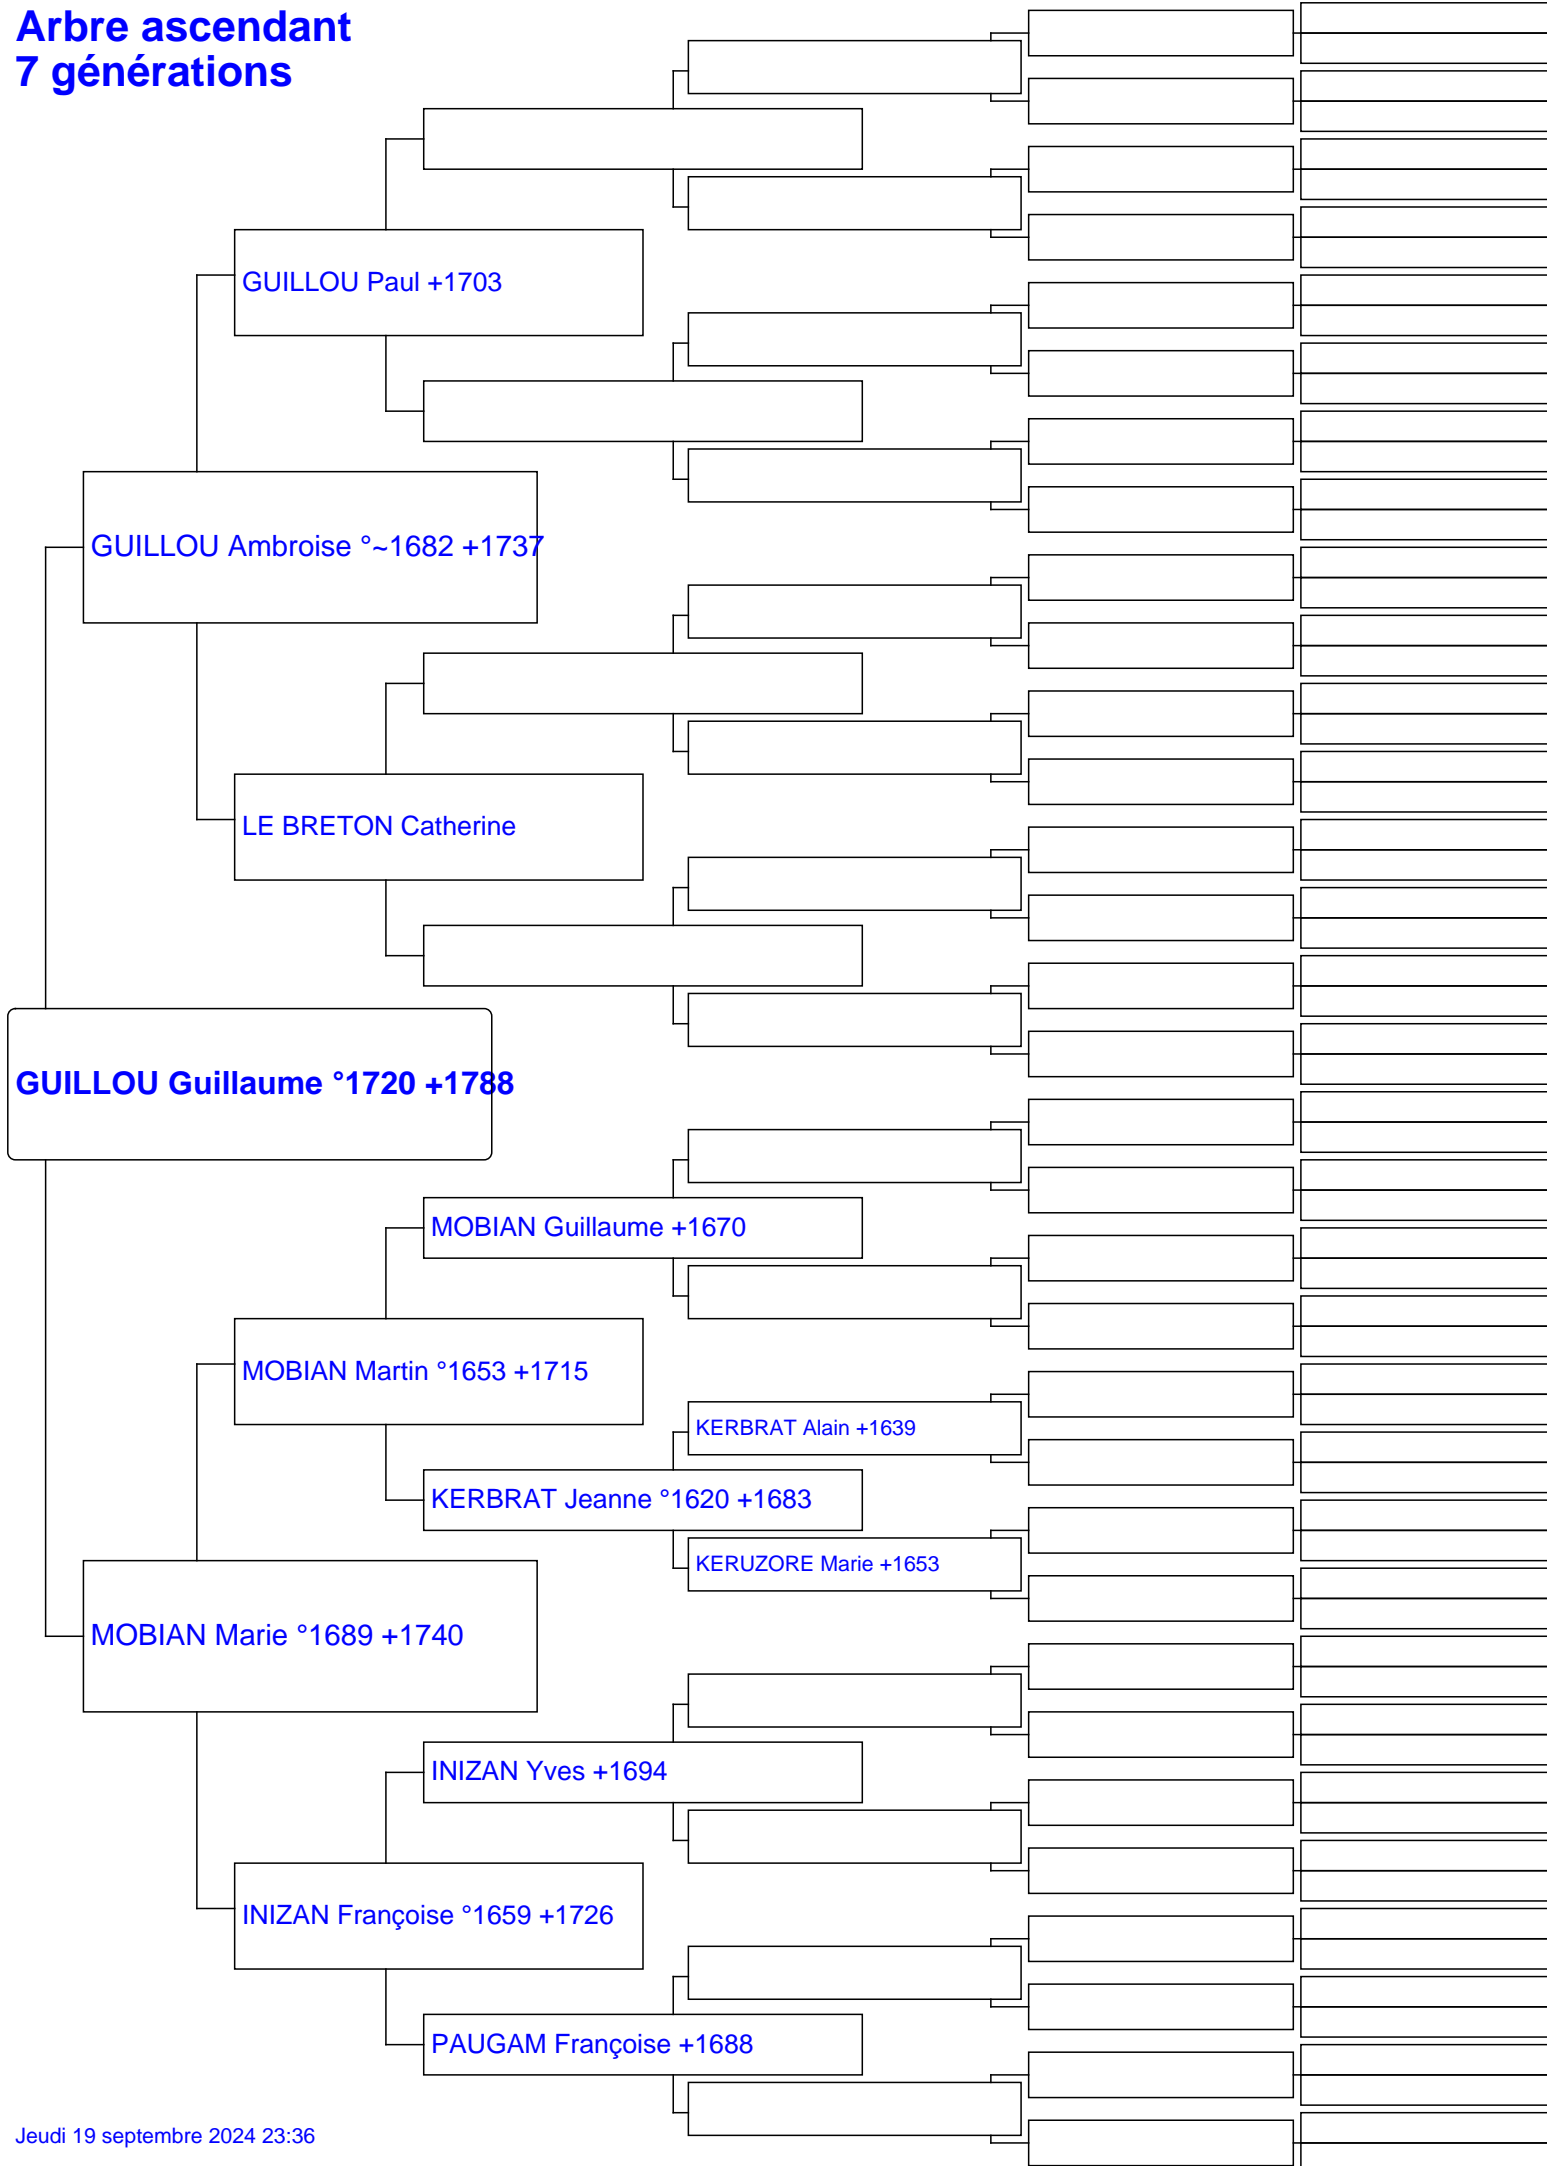 Arbre ascendant
7 générations
GUILLOU Paul +1703
GUILLOU Ambroise °~1682 +1737
LE BRETON Catherine
GUILLOU Guillaume °1720 +1788
MOBIAN Guillaume +1670
MOBIAN Martin °1653 +1715
KERBRAT Alain +1639
KERBRAT Jeanne °1620 +1683
KERUZORE Marie +1653
MOBIAN Marie °1689 +1740
INIZAN Yves +1694
INIZAN Françoise °1659 +1726
PAUGAM Françoise +1688
Jeudi 19 septembre 2024 23:36